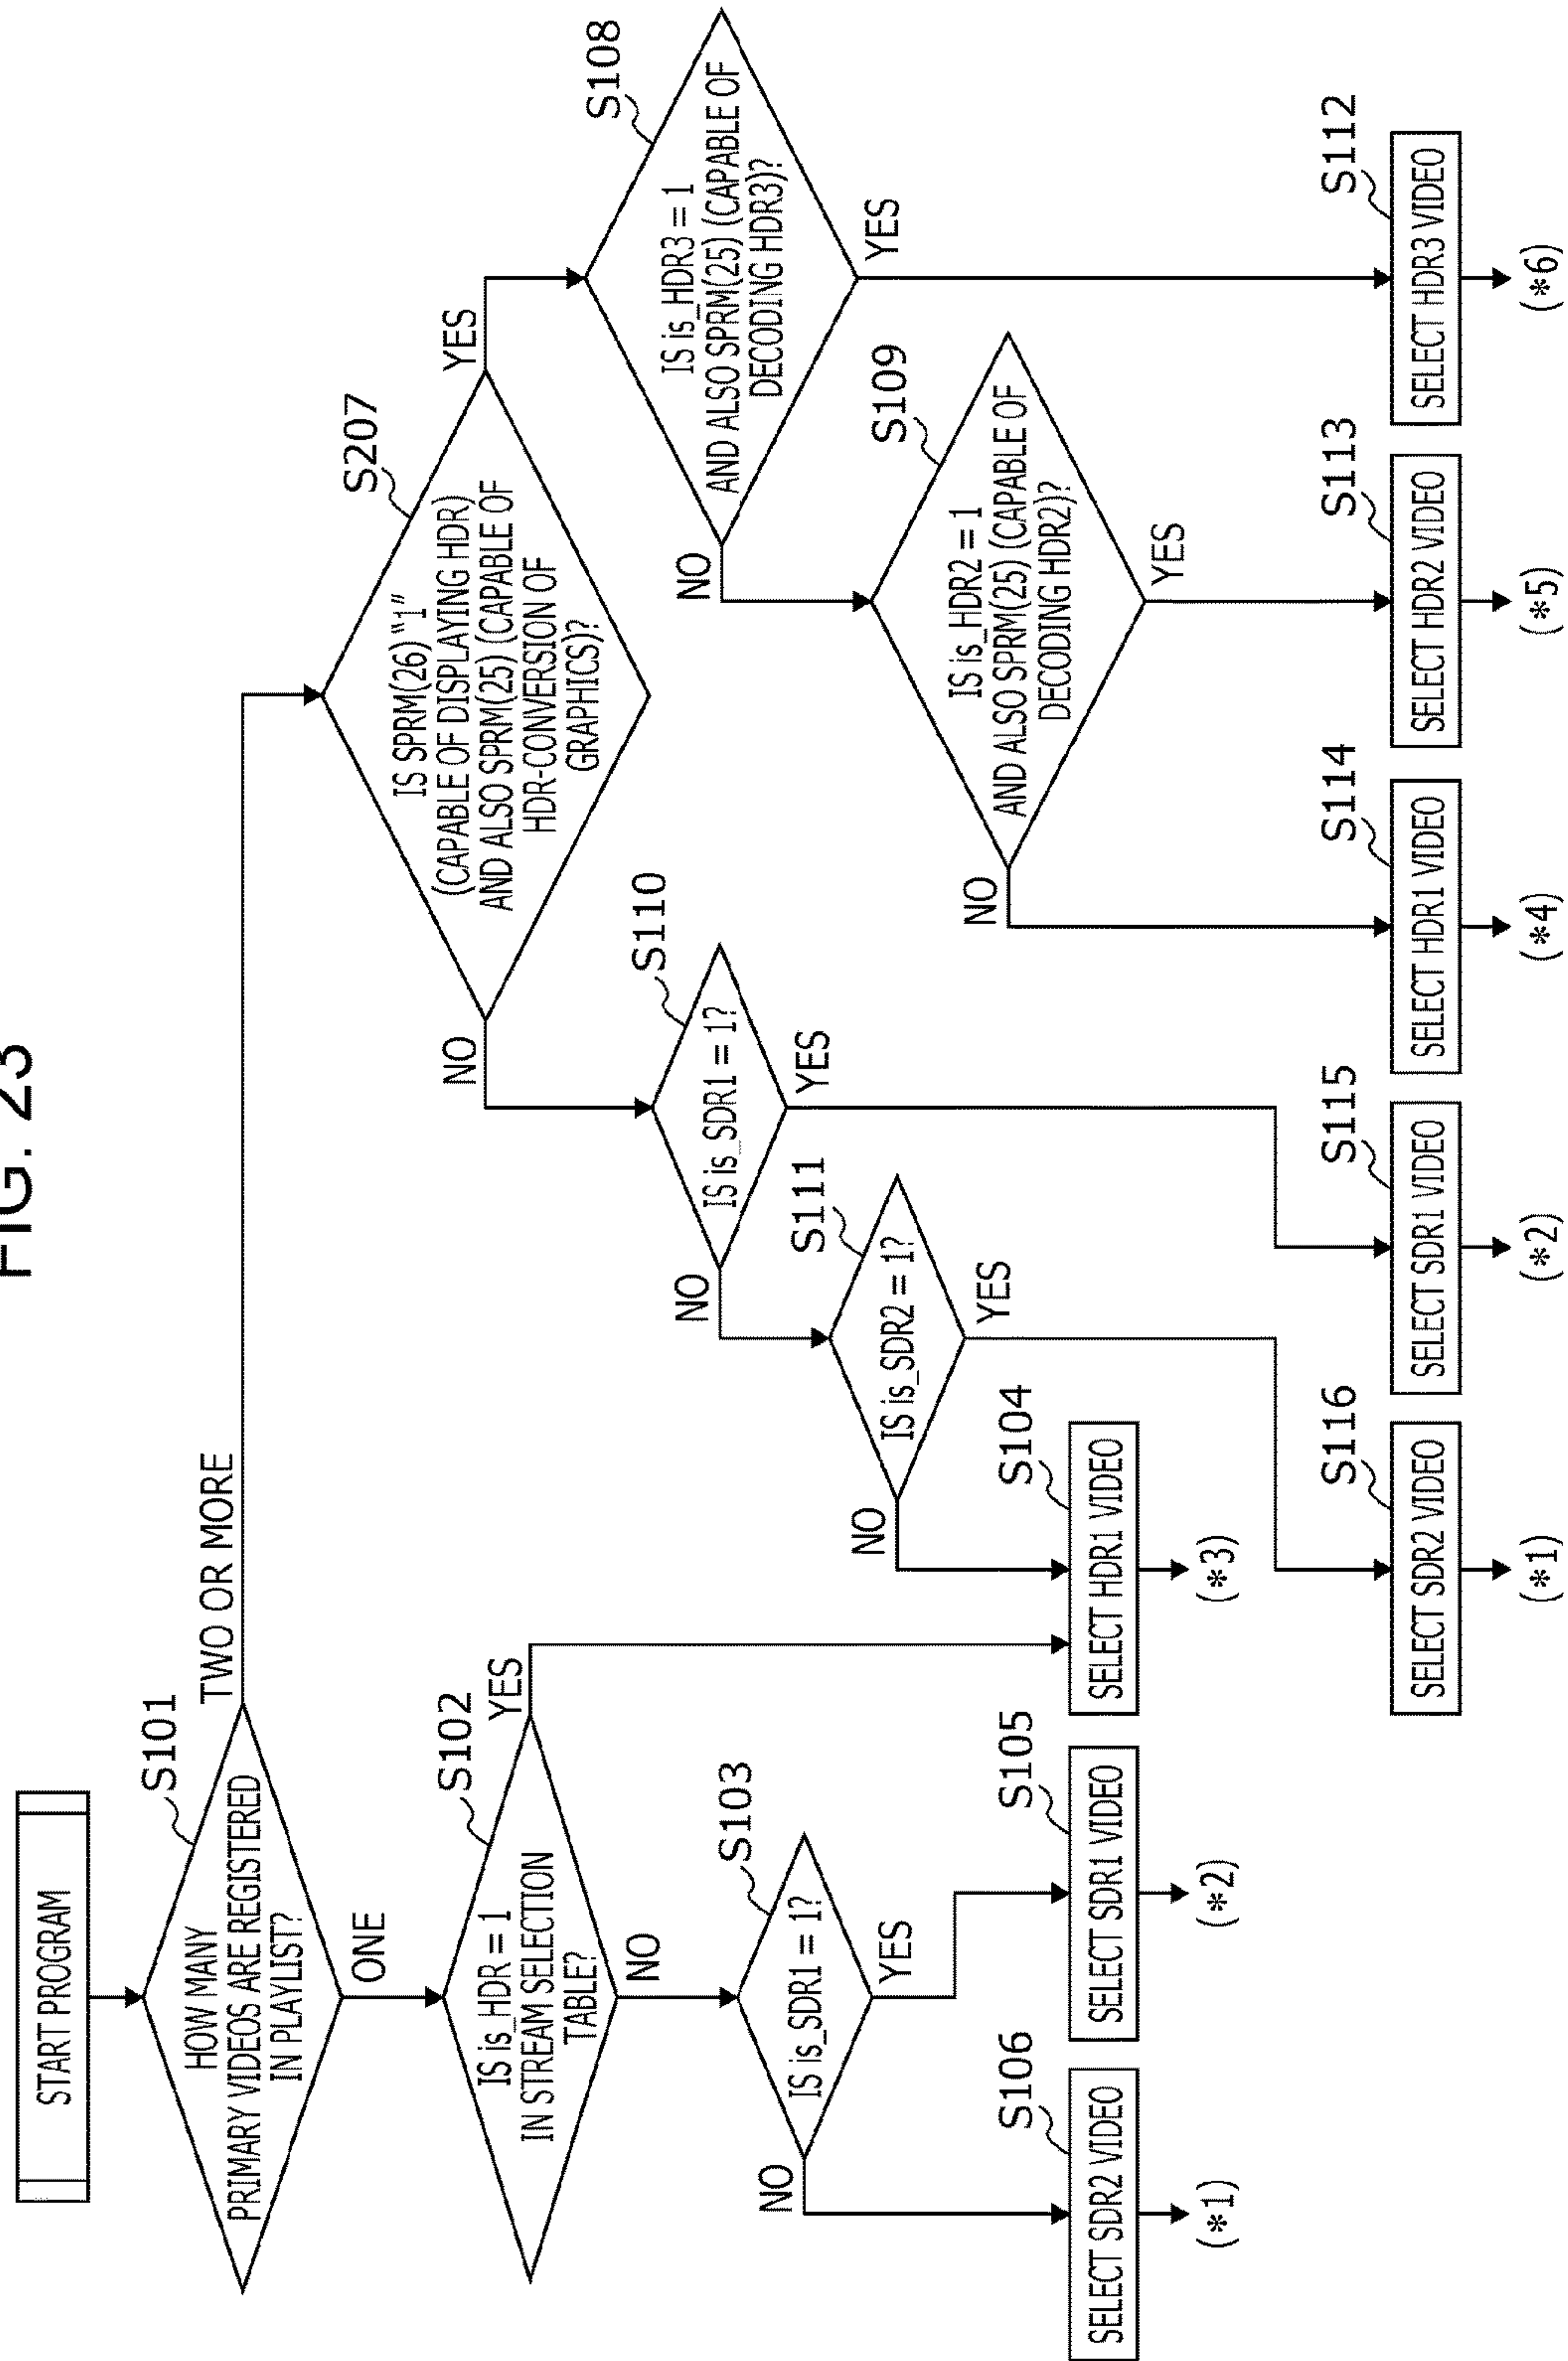 FIG. 23
START PROGRAM
S101
HOW MANY
PRIMARY VIDEOS ARE REGISTERED
IN PLAYLIST?
TWO OR MORE
ONE
S102
IS is_HDR = 1
IN STREAM SELECTION
TABLE?
YES
NO
S103
IS is_SDR1 = 1?
YES
NO
S106
SELECT SDR2 VIDEO
(*1)
S105
SELECT SDR1 VIDEO
(*2)
S104
SELECT HDR1 VIDEO
(*3)
S207
IS SPRM(26) “1”
(CAPABLE OF DISPLAYING HDR)
AND ALSO SPRM(25) (CAPABLE OF
HDR-CONVERSION OF
GRAPHICS)?
YES
NO
S110
IS is_SDR1 = 1?
YES
NO
S111
IS is_SDR2 = 1?
YES
NO
S108
IS is_HDR3 = 1
AND ALSO SPRM(25) (CAPABLE OF
DECODING HDR3)?
YES
NO
S109
IS is_HDR2 = 1
AND ALSO SPRM(25) (CAPABLE OF
DECODING HDR2)?
YES
NO
S116
SELECT SDR2 VIDEO
(*1)
S115
SELECT SDR1 VIDEO
(*2)
S114
SELECT HDR1 VIDEO
(*4)
S113
SELECT HDR2 VIDEO
(*5)
S112
SELECT HDR3 VIDEO
(*6)